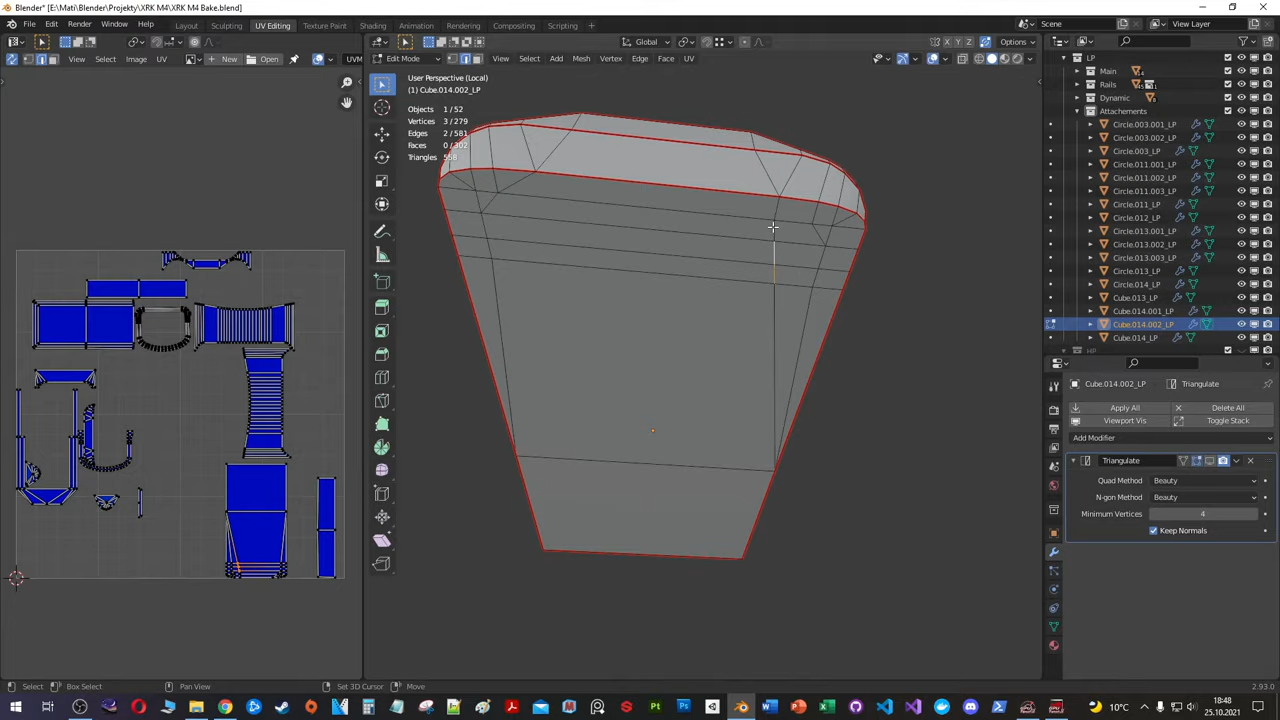 Blender* [E:\Mati\Blender\Projekty\XRK M4\XRK M4 Bake.blend]
File Edit Render Window Help Layout Sculpting UV Editing Texture Paint Shading Animation Rendering Compositing Scripting Scene View Layer
Global Options
View Select Image UV New Open UVM
Edit Mode View Select Add Mesh Vertex Edge Face UV
User Perspective (Local)
(1) Cube.014.002_LP
Objects 1 / 52
Vertices 3 / 279
Edges 2 / 581
Faces 0 / 302
Triangles 558
LP
Main 14
Rails
Dynamic
Attachements
Circle.003.001_LP
Circle.003.002_LP
Circle.003_LP
Circle.011.001_LP
Circle.011.002_LP
Circle.011.003_LP
Circle.011_LP
Circle.012_LP
Circle.013.001_LP
Circle.013.002_LP
Circle.013.003_LP
Circle.013_LP
Circle.014_LP
Cube.013_LP
Cube.014.001_LP
Cube.014.002_LP
Cube.014_LP
HP
Cube.014.002_LP Triangulate
Apply All Delete All
Viewport Vis Toggle Stack
Add Modifier
Triangulate
Quad Method Beauty
N-gon Method Beauty
Minimum Vertices 4
Keep Normals
Select Box Select Pan View Set 3D Cursor Move 2.93.0
10°C 18:48
25.10.2021